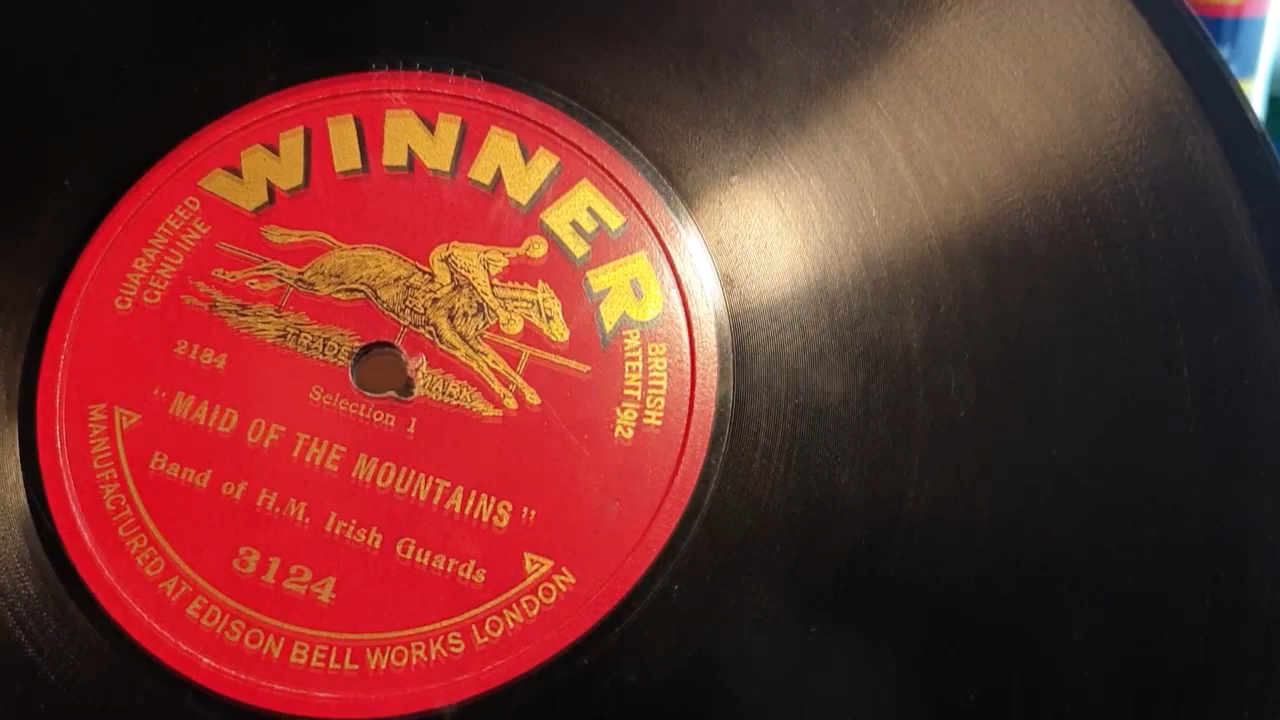 WINNER
GUARANTEED
GENUINE
BRITISH
PATENT 1912
TRADE MARK
2184
Selection 1
"MAID OF THE MOUNTAINS"
Band of H.M. Irish Guards
3124
MANUFACTURED AT EDISON BELL WORKS LONDON